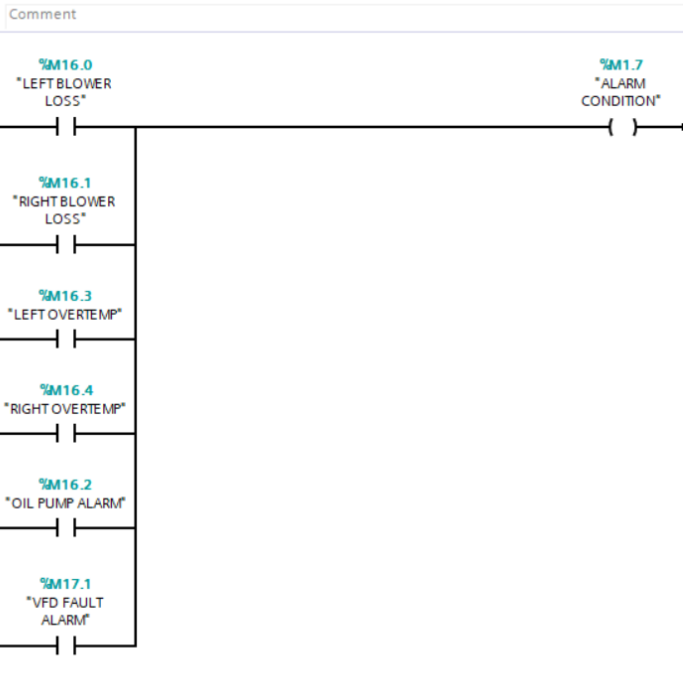 Comment
%M16.0
"LEFT BLOWER
LOSS"
%M1.7
"ALARM
CONDITION"
%M16.1
"RIGHT BLOWER
LOSS"
%M16.3
"LEFT OVERTEMP"
%M16.4
"RIGHT OVERTEMP"
%M16.2
"OIL PUMP ALARM"
%M17.1
"VFD FAULT
ALARM"